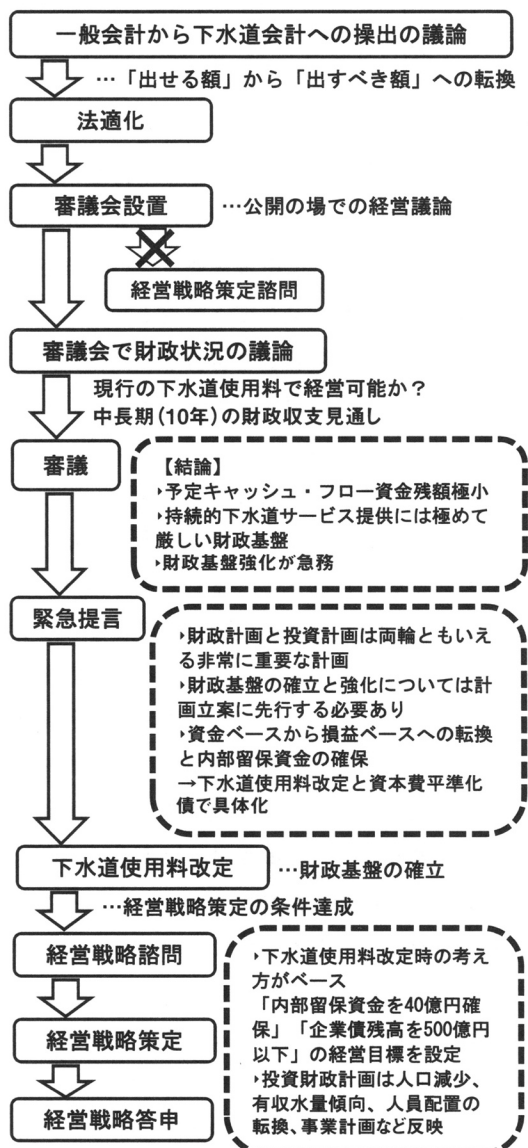 一般会計から下水道会計への操出の議論
…「出せる額」から「出すべき額」への転換
法適化
審議会設置
…公開の場での経営議論
経営戦略策定諮問
審議会で財政状況の議論
現行の下水道使用料で経営可能か？
中長期(10年)の財政収支見通し
審議
【結論】
▸予定キャッシュ・フロー資金残額極小
▸持続的下水道サービス提供には極めて
厳しい財政基盤
▸財政基盤強化が急務
緊急提言
▸財政計画と投資計画は両輪ともいえ
る非常に重要な計画
▸財政基盤の確立と強化については計
画立案に先行する必要あり
▸資金ベースから損益ベースへの転換
と内部留保資金の確保
→下水道使用料改定と資本費平準化
債で具体化
下水道使用料改定
…財政基盤の確立
…経営戦略策定の条件達成
経営戦略諮問
経営戦略策定
経営戦略答申
▸下水道使用料改定時の考え
方がベース
「内部留保資金を40億円確
保」「企業債残高を500億円
以下」の経営目標を設定
▸投資財政計画は人口減少、
有収水量傾向、人員配置の
転換、事業計画など反映